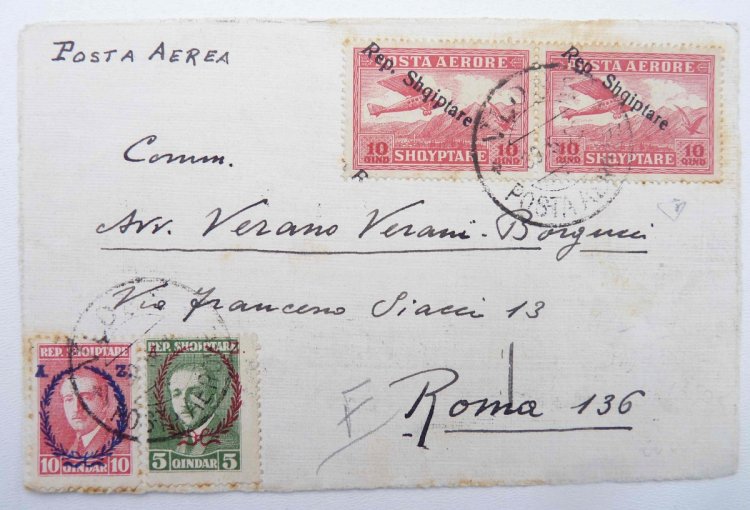 POSTA AERORE
Rep. Shqiptare
10 QIND SHQYPTARE 10 QIND
POSTA AERORE
Rep. Shqiptare
10 QIND SHQYPTARE 10 QIND
POSTA AEREA
Comm.
Avv. Verano Verani-Borgucci
Via Francesco Siacci 13
Roma 136
REP. SHQIPTARE
A Z
10 QINDAR 10
REP. SHQIPTARE
5 QINDAR 5
F